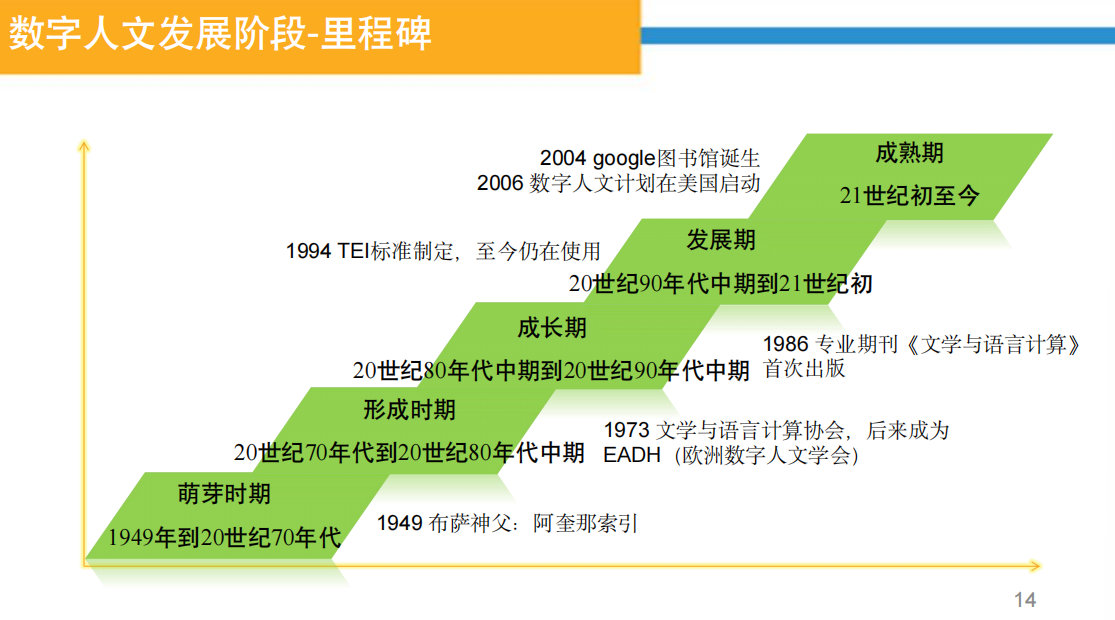 数字人文发展阶段-里程碑
2004 google图书馆诞生
2006 数字人文计划在美国启动
成熟期
21世纪初至今
1994 TEI标准制定，至今仍在使用
发展期
20世纪90年代中期到21世纪初
成长期
20世纪80年代中期到20世纪90年代中期
1986 专业期刊《文学与语言计算》
首次出版
形成时期
20世纪70年代到20世纪80年代中期
1973 文学与语言计算协会，后来成为
EADH（欧洲数字人文学会）
萌芽时期
1949年到20世纪70年代
1949 布萨神父：阿奎那索引
14